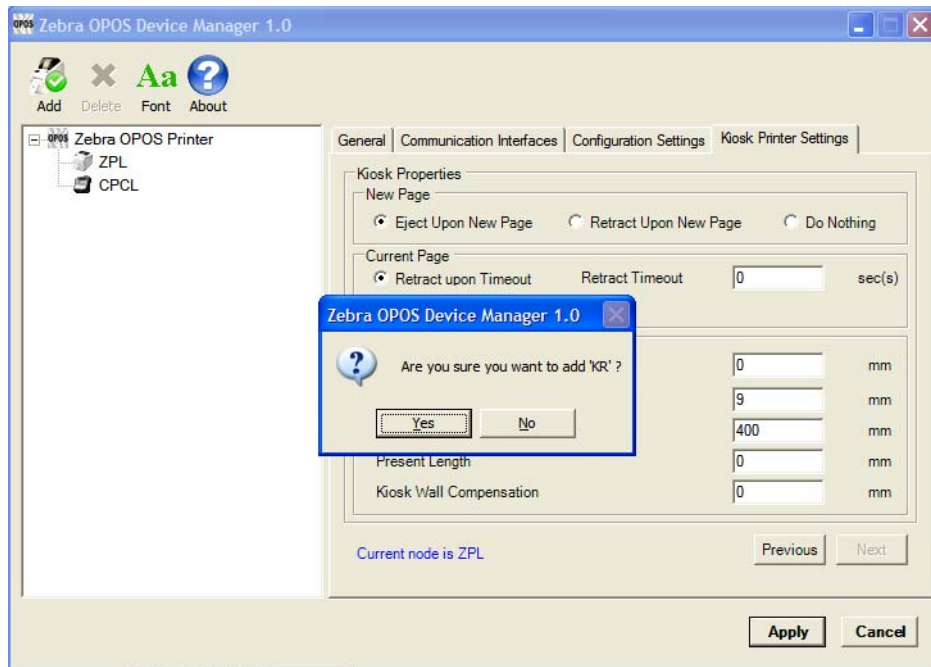 OPOS Zebra OPOS Device Manager 1.0
Add Delete Font About
Aa
?
OPOS Zebra OPOS Printer
ZPL
CPCL
General Communication Interfaces Configuration Settings Kiosk Printer Settings
Kiosk Properties
New Page
Eject Upon New Page Retract Upon New Page Do Nothing
Current Page
Retract upon Timeout Retract Timeout 0 sec(s)
Zebra OPOS Device Manager 1.0
? Are you sure you want to add 'KR' ?
Yes No
0 mm
9 mm
400 mm
Present Length 0 mm
Kiosk Wall Compensation 0 mm
Current node is ZPL
Previous Next
Apply Cancel